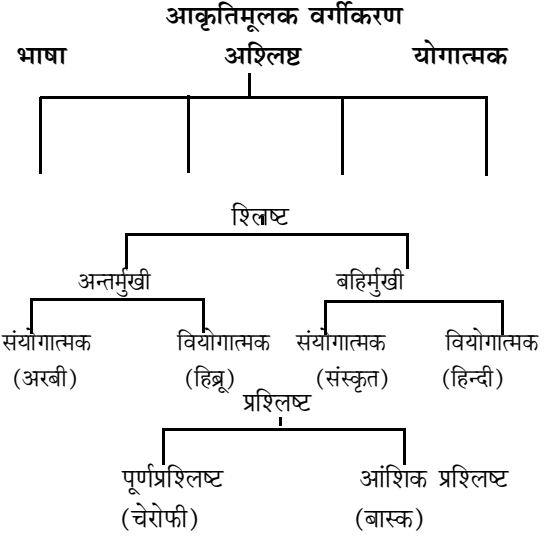 आकृतिमूलक वर्गीकरण
भाषा अश्लिष्ट योगात्मक
श्लिष्ट
अन्तर्मुखी बहिर्मुखी
संयोगात्मक वियोगात्मक संयोगात्मक वियोगात्मक
(अरबी) (हिब्रू) (संस्कृत) (हिन्दी)
प्रश्लिष्ट
पूर्णप्रश्लिष्ट आंशिक प्रश्लिष्ट
(चेरोफी) (बास्क)